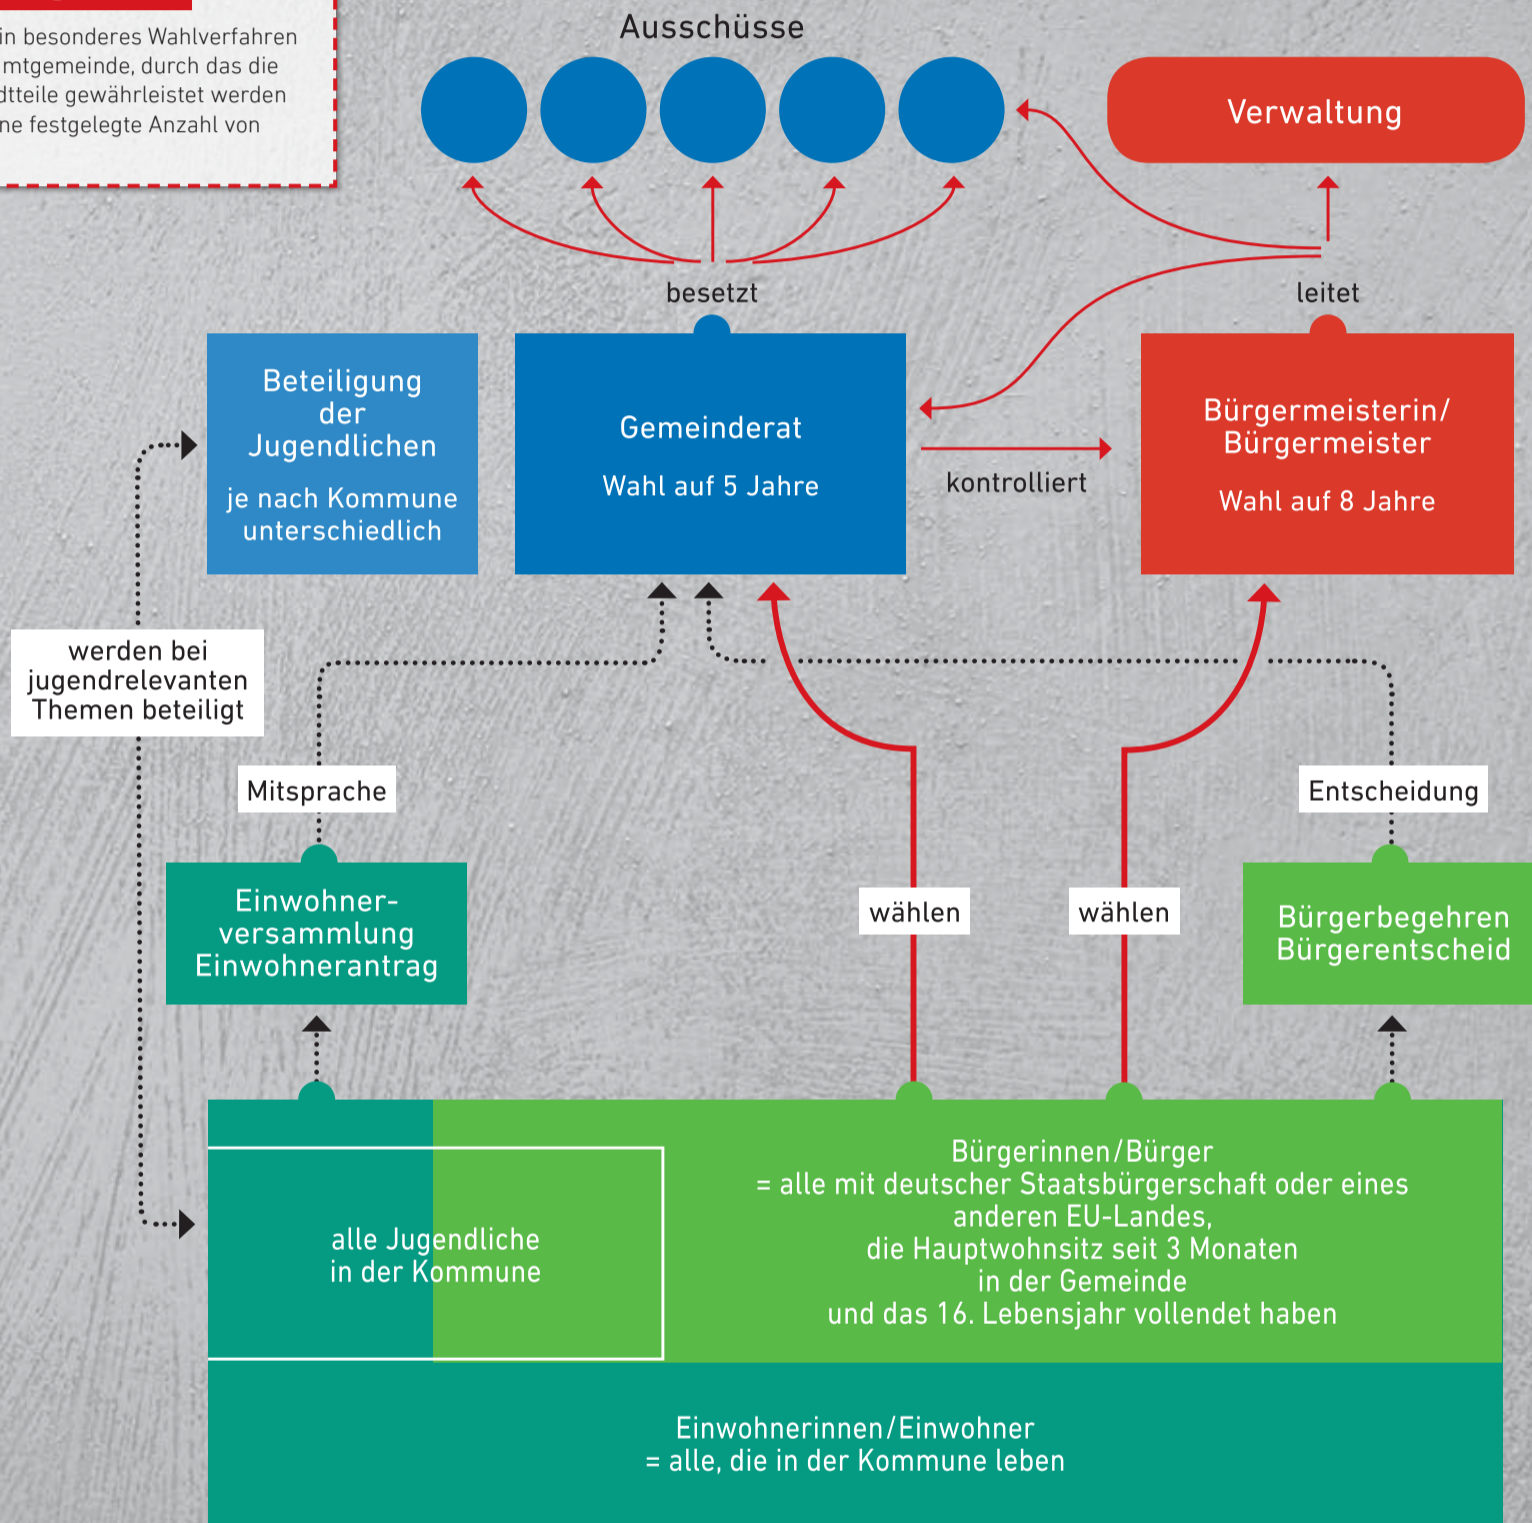 in besonderes Wahlverfahren
mtgemeinde, durch das die
dtteile gewährleistet werden
ne festgelegte Anzahl von
Ausschüsse
Verwaltung
besetzt
leitet
Beteiligung
der
Jugendlichen
je nach Kommune
unterschiedlich
Gemeinderat
Wahl auf 5 Jahre
kontrolliert
Bürgermeisterin/
Bürgermeister
Wahl auf 8 Jahre
werden bei
jugendrelevanten
Themen beteiligt
Mitsprache
Entscheidung
Einwohner-
versammlung
Einwohnerantrag
wählen
wählen
Bürgerbegehren
Bürgerentscheid
alle Jugendliche
in der Kommune
Bürgerinnen/Bürger
= alle mit deutscher Staatsbürgerschaft oder eines
anderen EU-Landes,
die Hauptwohnsitz seit 3 Monaten
in der Gemeinde
und das 16. Lebensjahr vollendet haben
Einwohnerinnen/Einwohner
= alle, die in der Kommune leben